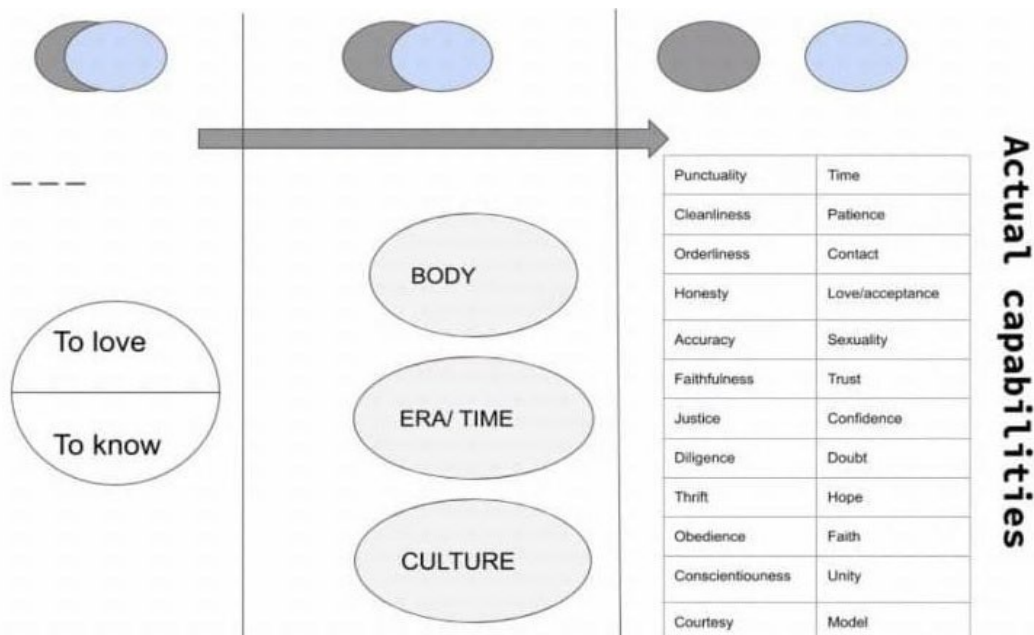 To love
To know
BODY
ERA/ TIME
CULTURE
Punctuality Time
Cleanliness Patience
Orderliness Contact
Honesty Love/acceptance
Accuracy Sexuality
Faithfulness Trust
Justice Confidence
Diligence Doubt
Thrift Hope
Obedience Faith
Conscientiouness Unity
Courtesy Model
Actual capabilities